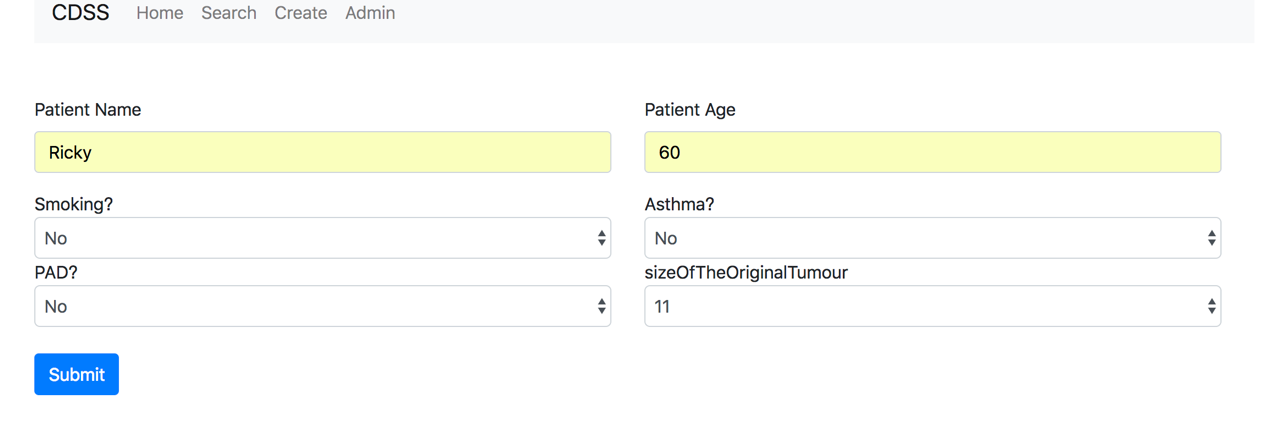 CDSS Home Search Create Admin
Patient Name Patient Age
Ricky 60
Smoking? Asthma?
No No
PAD? sizeOfTheOriginalTumour
No 11
Submit